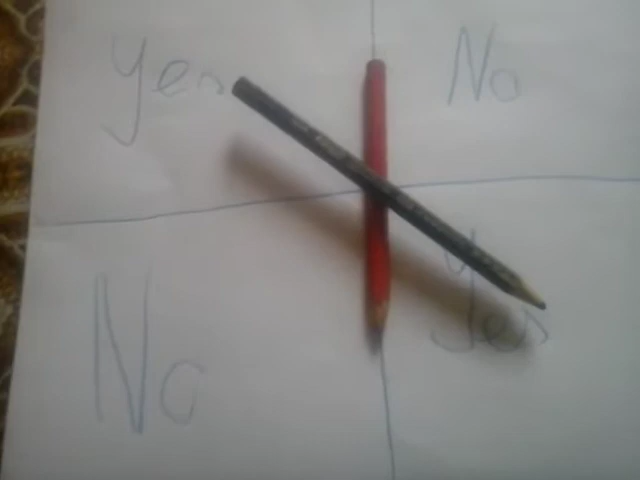 Yes No
No Yes